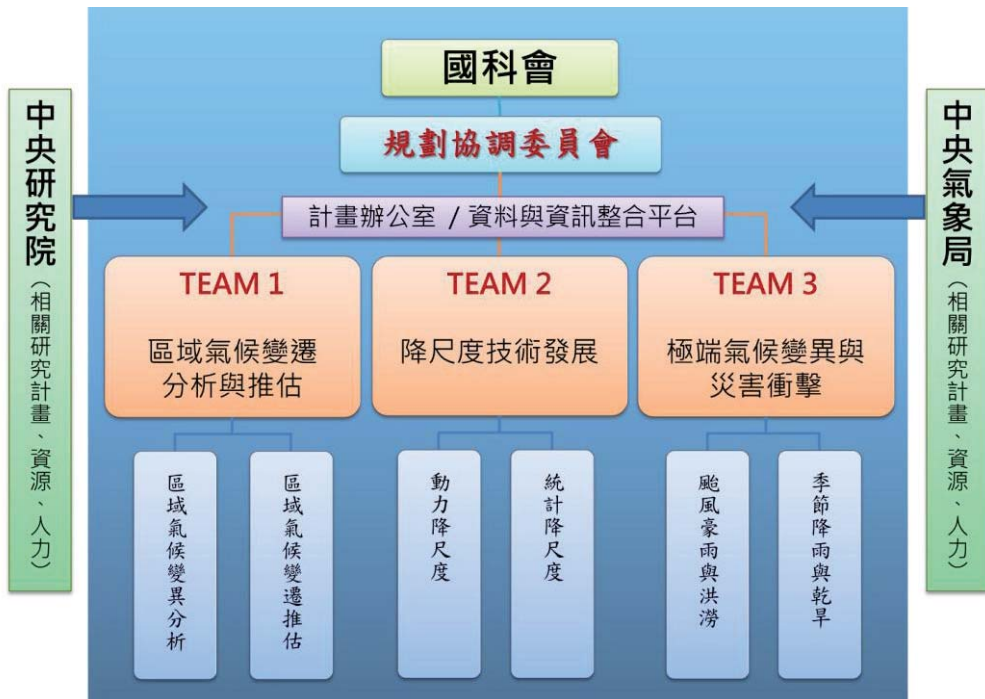 國科會
規劃協調委員會
計畫辦公室 / 資料與資訊整合平台
中央研究院(相關研究計畫、資源、人力)
中央氣象局(相關研究計畫、資源、人力)
TEAM 1
區域氣候變遷
分析與推估
TEAM 2
降尺度技術發展
TEAM 3
極端氣候變異與
災害衝擊
區域氣候變異分析
區域氣候變遷推估
動力降尺度
統計降尺度
颱風豪雨與洪澇
季節降雨與乾旱